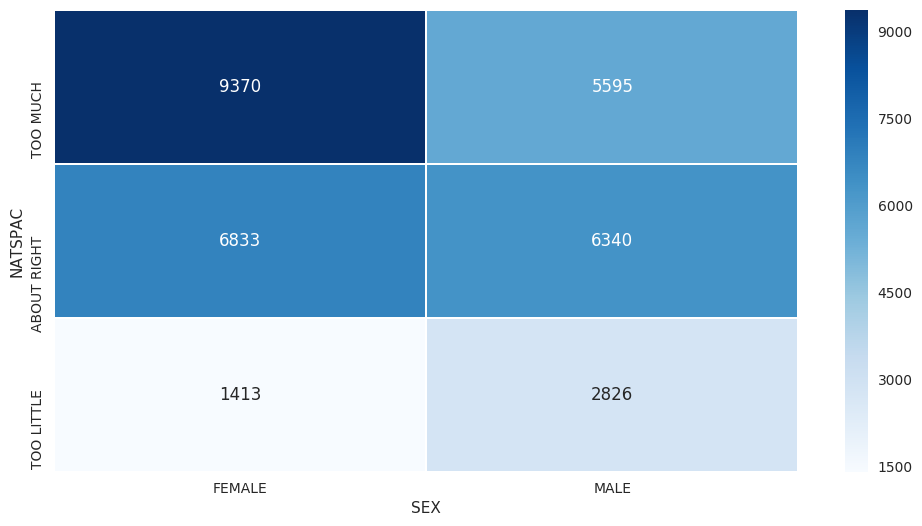 NATSPAC
TOO MUCH
ABOUT RIGHT
TOO LITTLE
9370 5595
6833 6340
1413 2826
FEMALE MALE
SEX
9000
7500
6000
4500
3000
1500